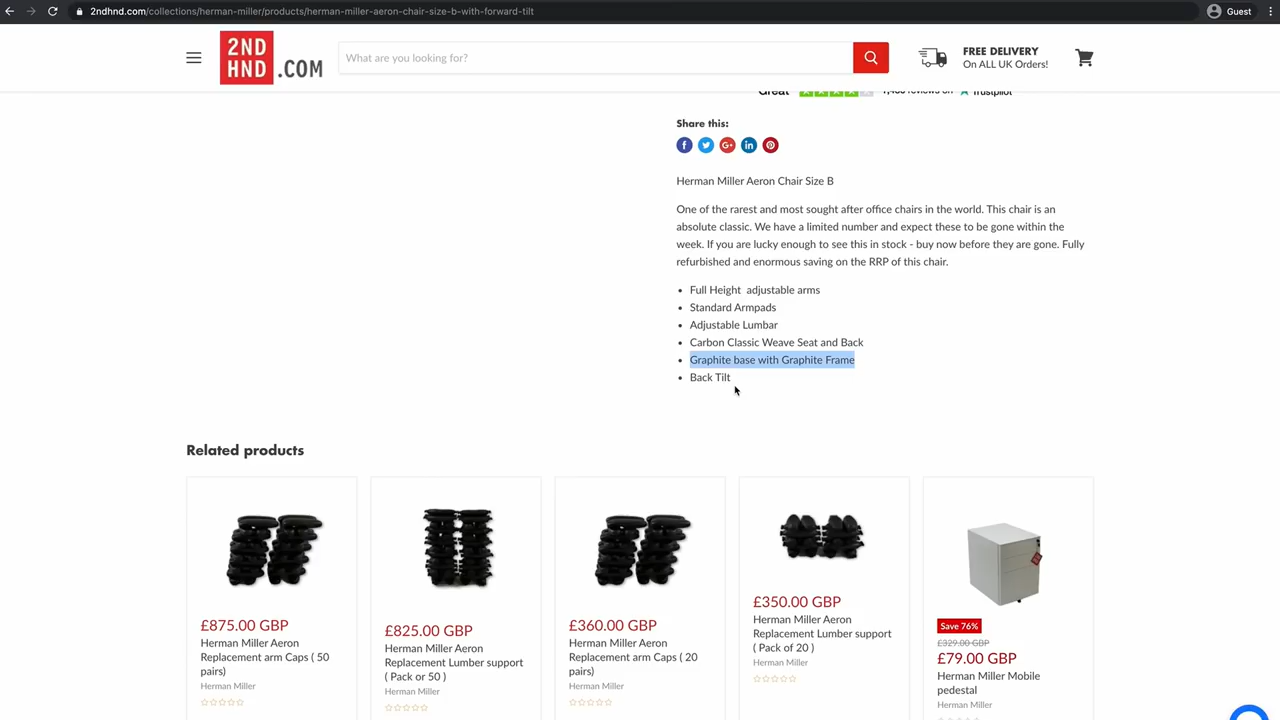 2ndhnd.com/collections/herman-miller/products/herman-miller-aeron-chair-size-b-with-forward-tilt
Guest
2ND
HND
.COM
What are you looking for?
FREE DELIVERY
On ALL UK Orders!
Great
reviews on
Trustpilot
Share this:
Herman Miller Aeron Chair Size B
One of the rarest and most sought after office chairs in the world. This chair is an
absolute classic. We have a limited number and expect these to be gone within the
week. If you are lucky enough to see this in stock - buy now before they are gone. Fully
refurbished and enormous saving on the RRP of this chair.
Full Height adjustable arms
Standard Armpads
Adjustable Lumbar
Carbon Classic Weave Seat and Back
Graphite base with Graphite Frame
Back Tilt
Related products
£875.00 GBP
Herman Miller Aeron
Replacement arm Caps ( 50
pairs)
Herman Miller
£825.00 GBP
Herman Miller Aeron
Replacement Lumber support
( Pack or 50 )
Herman Miller
£360.00 GBP
Herman Miller Aeron
Replacement arm Caps ( 20
pairs)
Herman Miller
£350.00 GBP
Herman Miller Aeron
Replacement Lumber support
( Pack of 20 )
Herman Miller
Save 76%
£329.00 GBP
£79.00 GBP
Herman Miller Mobile
pedestal
Herman Miller